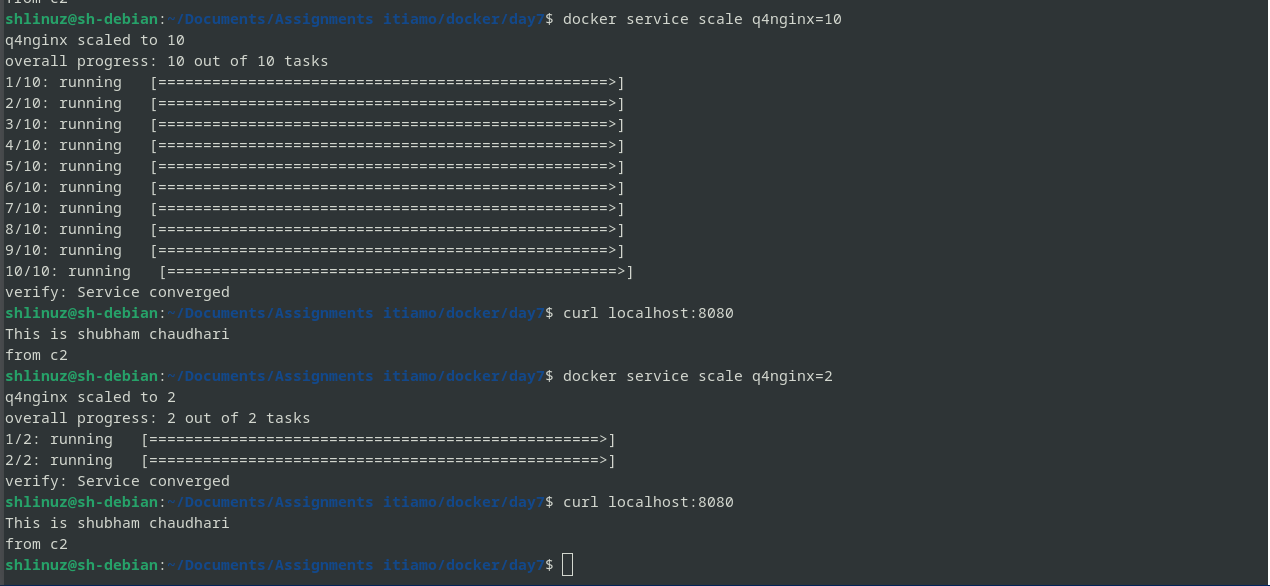 from c2
shlinuz@sh-debian:~/Documents/Assignments itiamo/docker/day7$ docker service scale q4nginx=10
q4nginx scaled to 10
overall progress: 10 out of 10 tasks
1/10: running   [==================================================>]
2/10: running   [==================================================>]
3/10: running   [==================================================>]
4/10: running   [==================================================>]
5/10: running   [==================================================>]
6/10: running   [==================================================>]
7/10: running   [==================================================>]
8/10: running   [==================================================>]
9/10: running   [==================================================>]
10/10: running   [==================================================>]
verify: Service converged
shlinuz@sh-debian:~/Documents/Assignments itiamo/docker/day7$ curl localhost:8080
This is shubham chaudhari
from c2
shlinuz@sh-debian:~/Documents/Assignments itiamo/docker/day7$ docker service scale q4nginx=2
q4nginx scaled to 2
overall progress: 2 out of 2 tasks
1/2: running   [==================================================>]
2/2: running   [==================================================>]
verify: Service converged
shlinuz@sh-debian:~/Documents/Assignments itiamo/docker/day7$ curl localhost:8080
This is shubham chaudhari
from c2
shlinuz@sh-debian:~/Documents/Assignments itiamo/docker/day7$